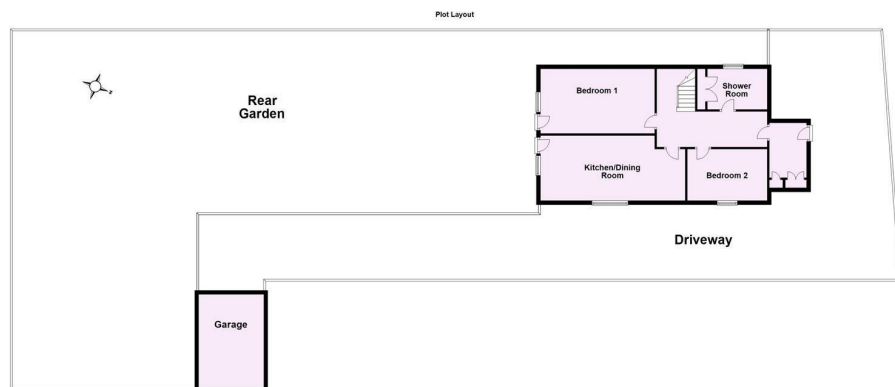 Plot Layout
Rear
Garden
Bedroom 1
Shower
Room
Kitchen/Dining
Room
Bedroom 2
Driveway
Garage